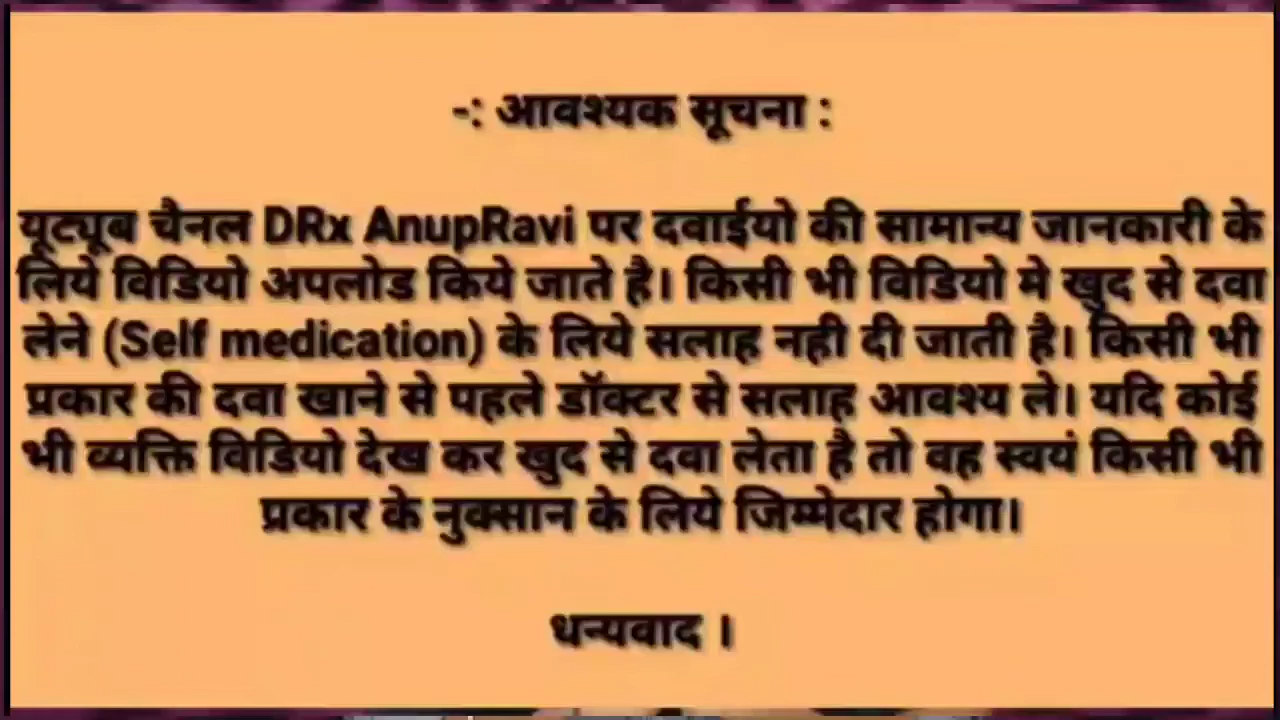 -: आवश्यक सूचना :
यूट्यूब चैनल DRx AnupRavi पर दवाईयो की सामान्य जानकारी के
लिये विडियो अपलोड किये जाते है। किसी भी विडियो मे खुद से दवा
लेने (Self medication) के लिये सलाह नही दी जाती है। किसी भी
प्रकार की दवा खाने से पहले डॉक्टर से सलाह आवश्य ले। यदि कोई
भी व्यक्ति विडियो देख कर खुद से दवा लेता है तो वह स्वयं किसी भी
प्रकार के नुक्सान के लिये जिम्मेदार होगा।
धन्यवाद ।